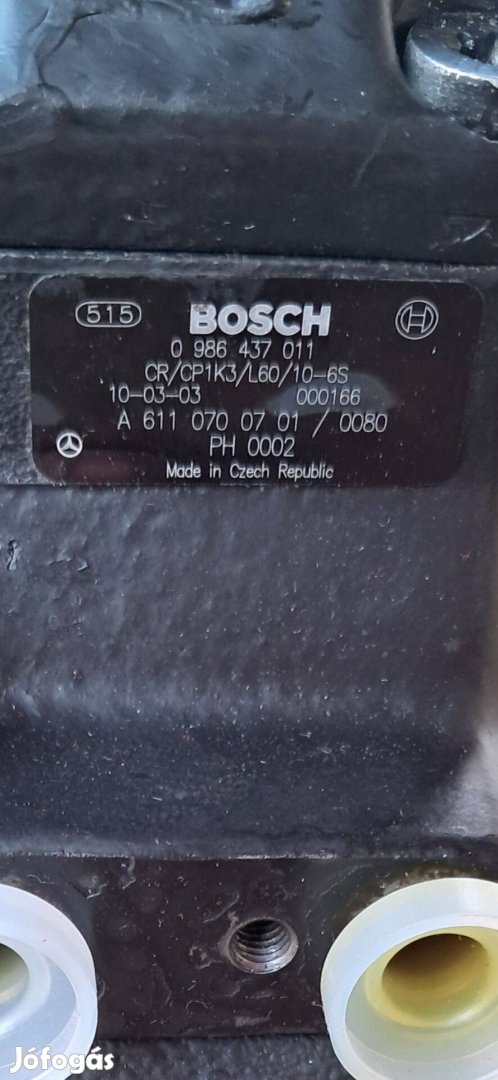 515 BOSCH
0 986 437 011
CR/CP1K3/L60/10-6S
10-03-03 000166
A 611 070 07 01 / 0080
PH 0002
Made in Czech Republic
Jófogás